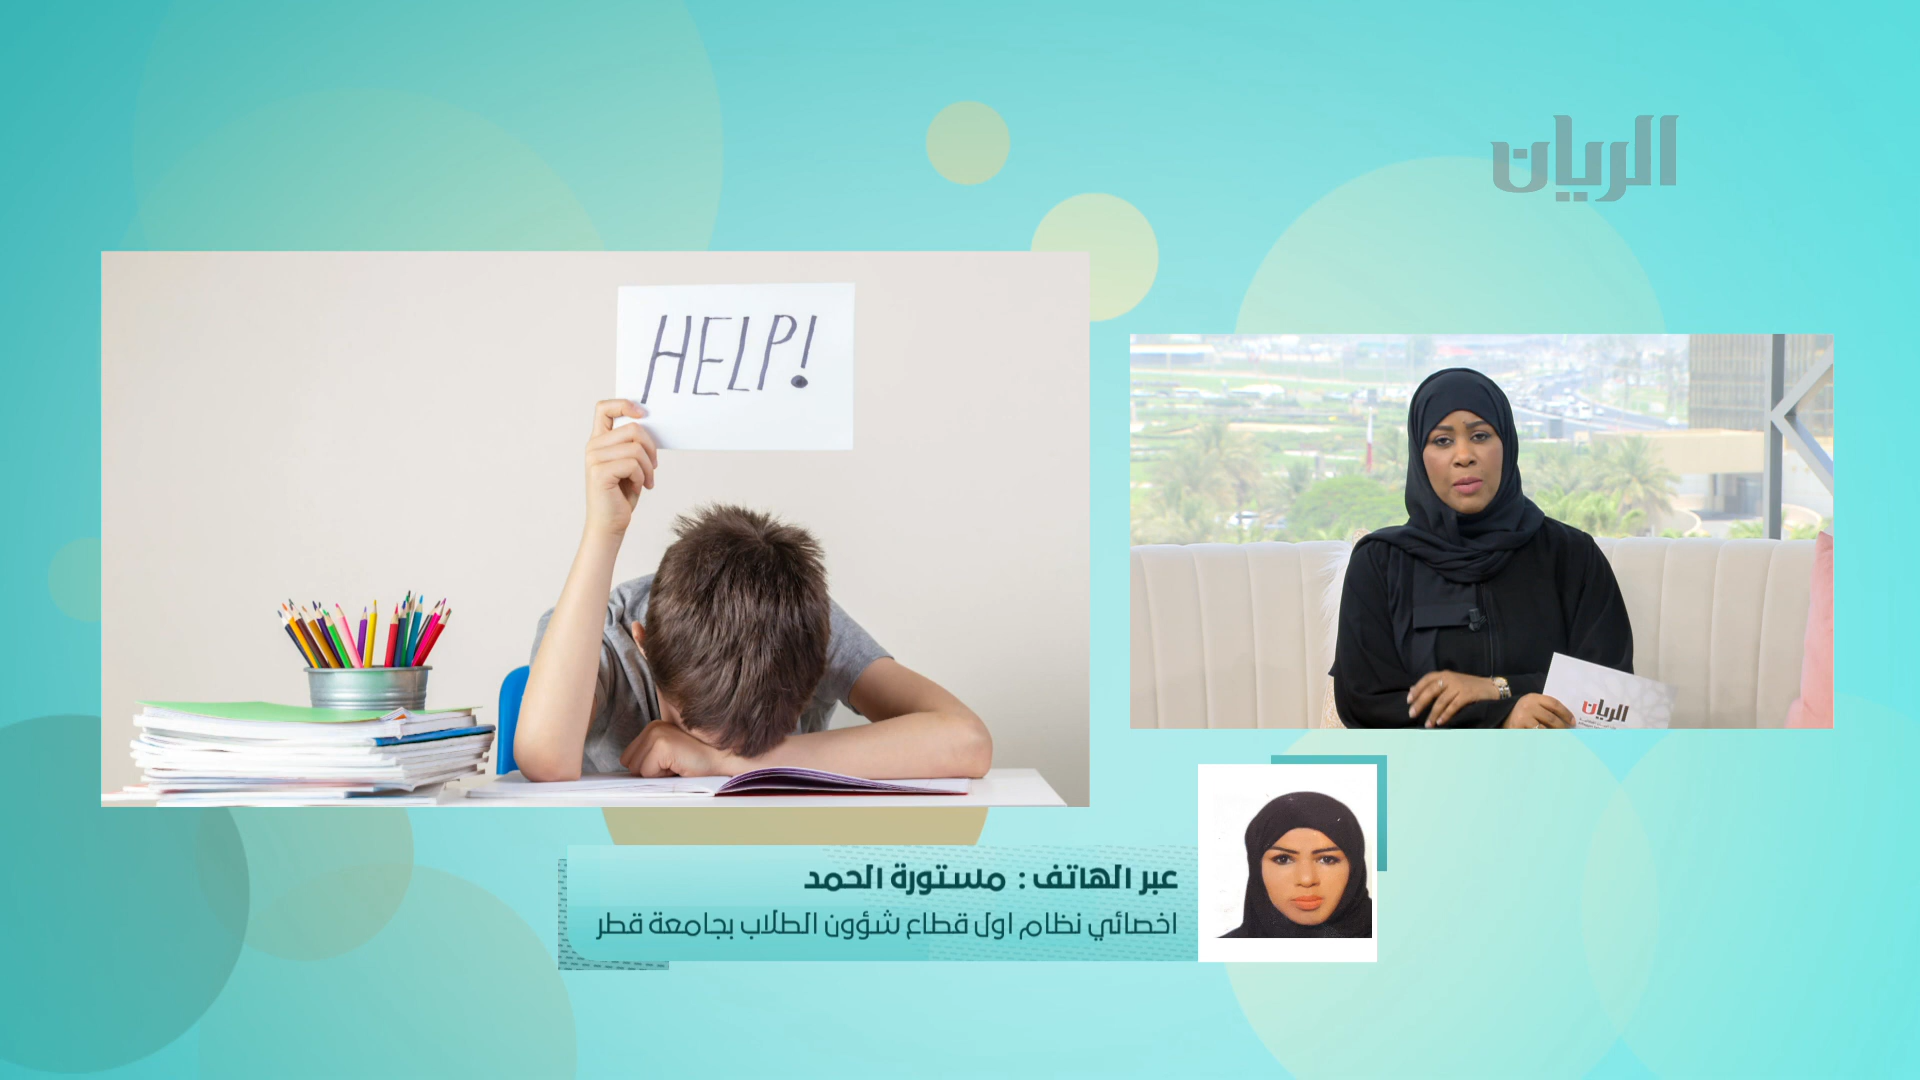 الريان
HELP!
الريان
عبر الهاتف : مستورة الحمد
اخصائي نظام اول قطاع شؤون الطلاب بجامعة قطر